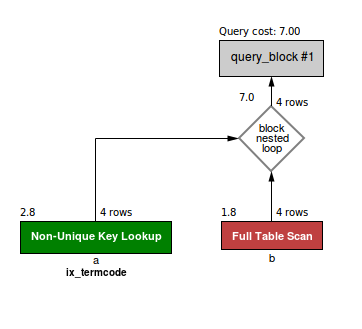 Query cost: 7.00
query_block #1
7.0
4 rows
block
nested
loop
2.8
4 rows
1.8
4 rows
Non-Unique Key Lookup
Full Table Scan
a
b
ix_termcode